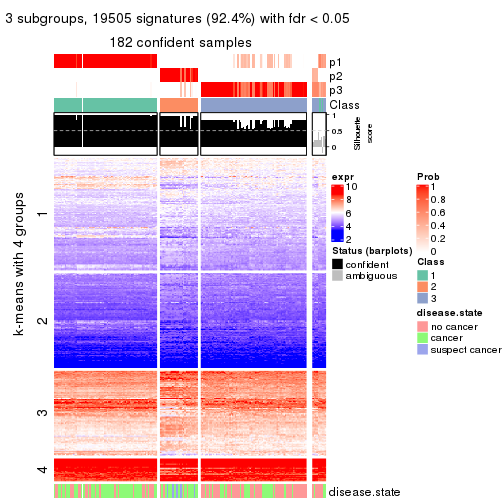 3 subgroups, 19505 signatures (92.4%) with fdr < 0.05
182 confident samples
p1
p2
p3
Class
1
0.5
0
Silhouette
score
k-means with 4 groups
1
2
3
4
disease.state
expr
10
8
6
4
2
Status (barplots)
confident
ambiguous
Prob
1
0.8
0.6
0.4
0.2
0
Class
1
2
3
disease.state
no cancer
cancer
suspect cancer